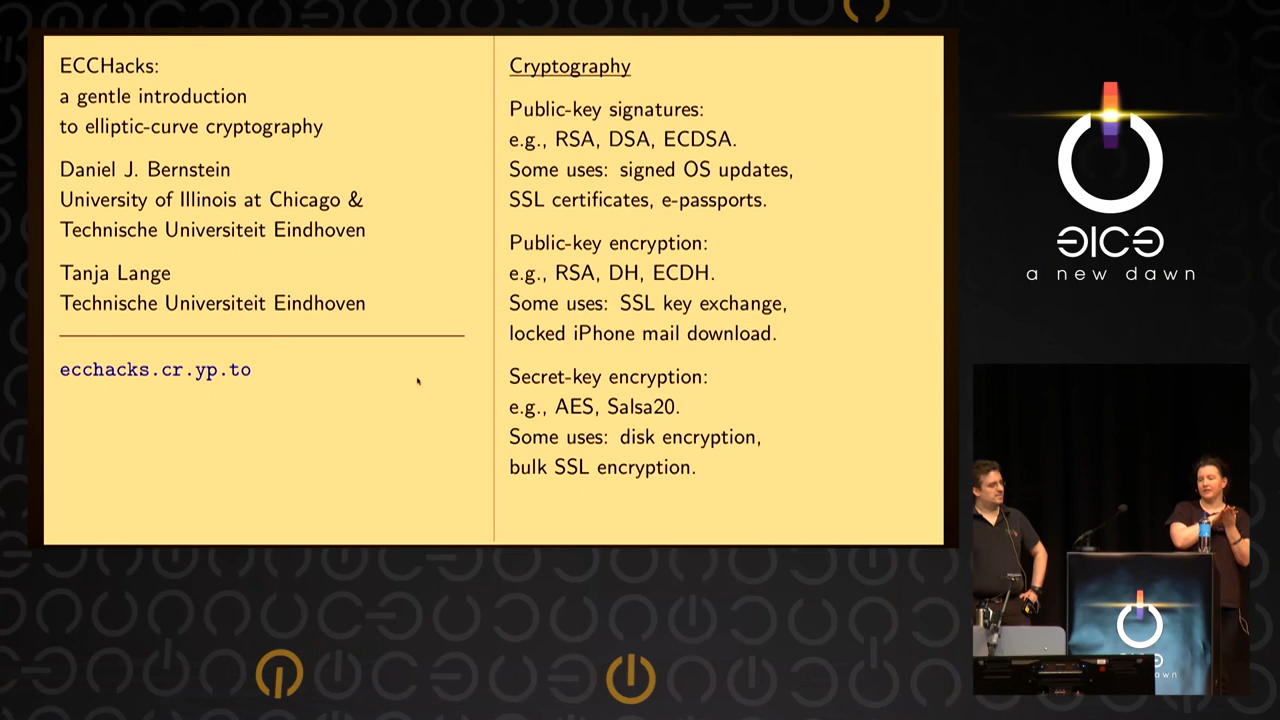 ECCHacks:
a gentle introduction
to elliptic-curve cryptography
Daniel J. Bernstein
University of Illinois at Chicago &
Technische Universiteit Eindhoven
Tanja Lange
Technische Universiteit Eindhoven
ecchacks.cr.yp.to
Cryptography
Public-key signatures:
e.g., RSA, DSA, ECDSA.
Some uses: signed OS updates,
SSL certificates, e-passports.
Public-key encryption:
e.g., RSA, DH, ECDH.
Some uses: SSL key exchange,
locked iPhone mail download.
Secret-key encryption:
e.g., AES, Salsa20.
Some uses: disk encryption,
bulk SSL encryption.
a new dawn